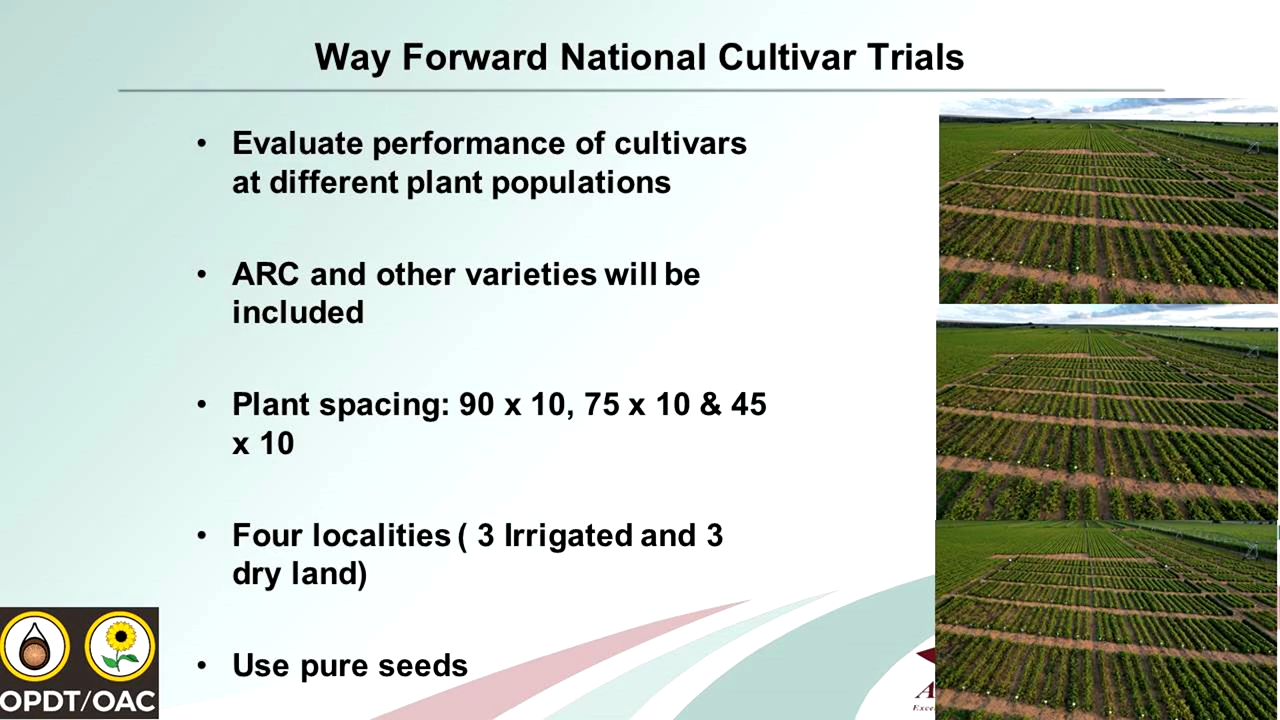 Way Forward National Cultivar Trials
• Evaluate performance of cultivars
at different plant populations
• ARC and other varieties will be
included
• Plant spacing: 90 x 10, 75 x 10 & 45
x 10
• Four localities ( 3 Irrigated and 3
dry land)
• Use pure seeds
OPDT/OAC